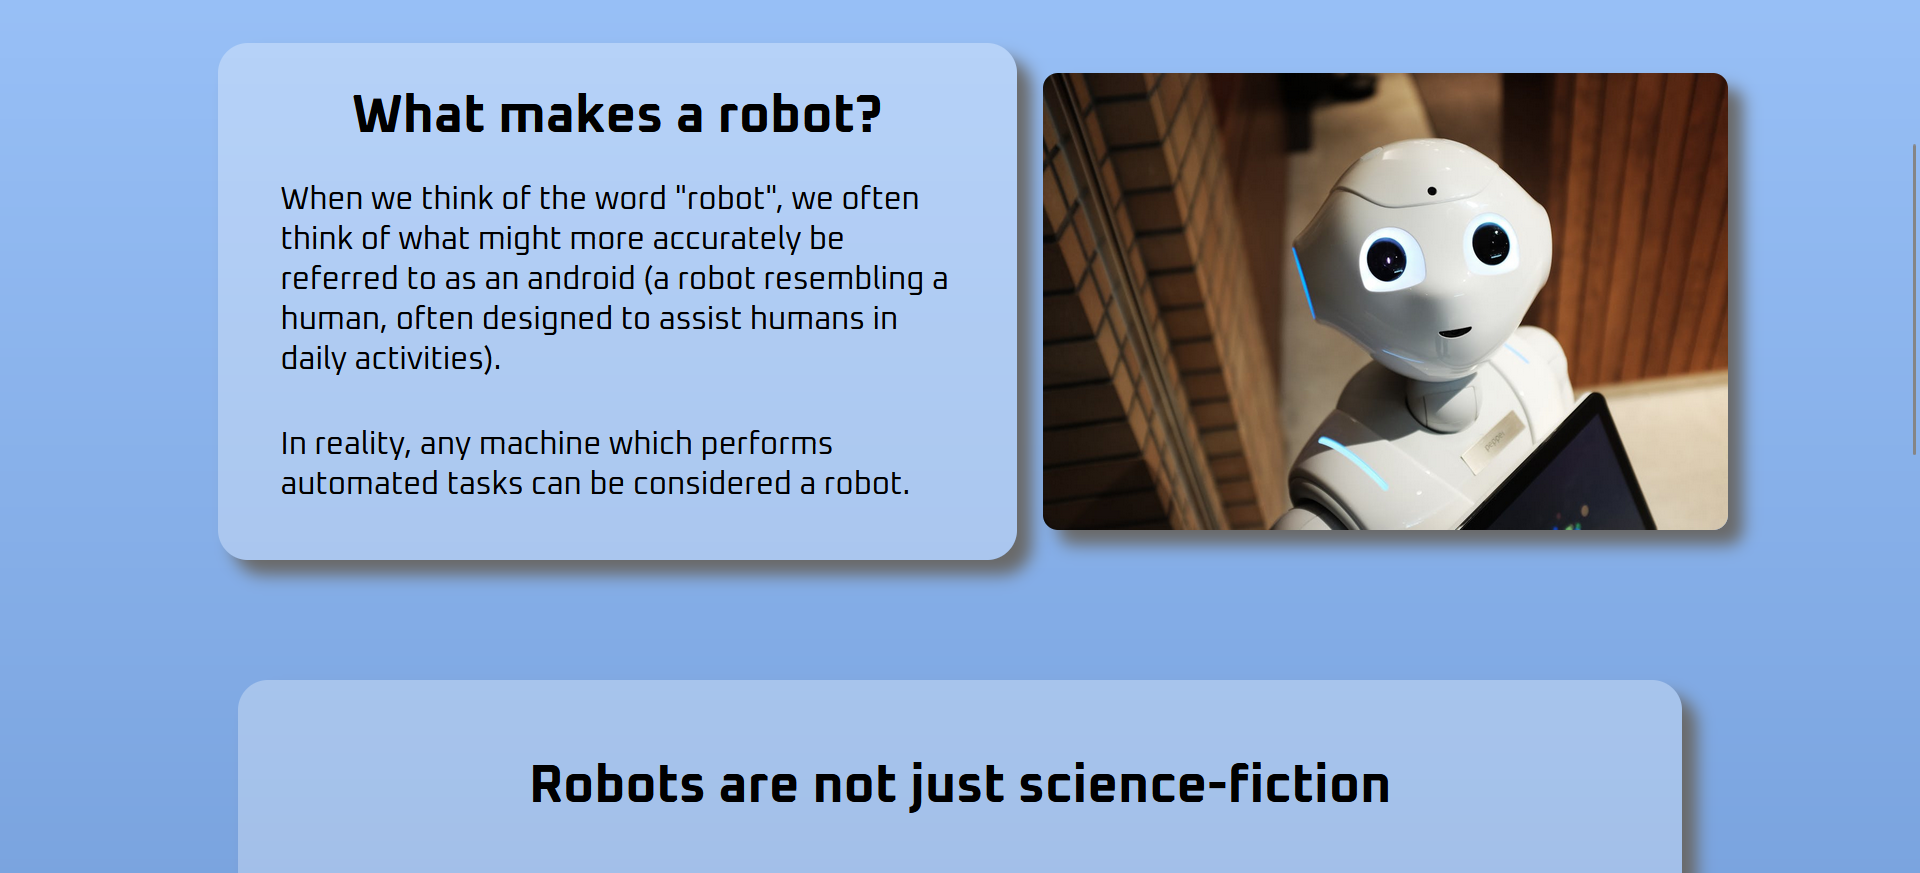 What makes a robot?
When we think of the word "robot", we often
think of what might more accurately be
referred to as an android (a robot resembling a
human, often designed to assist humans in
daily activities).
In reality, any machine which performs
automated tasks can be considered a robot.
pepper
Robots are not just science-fiction